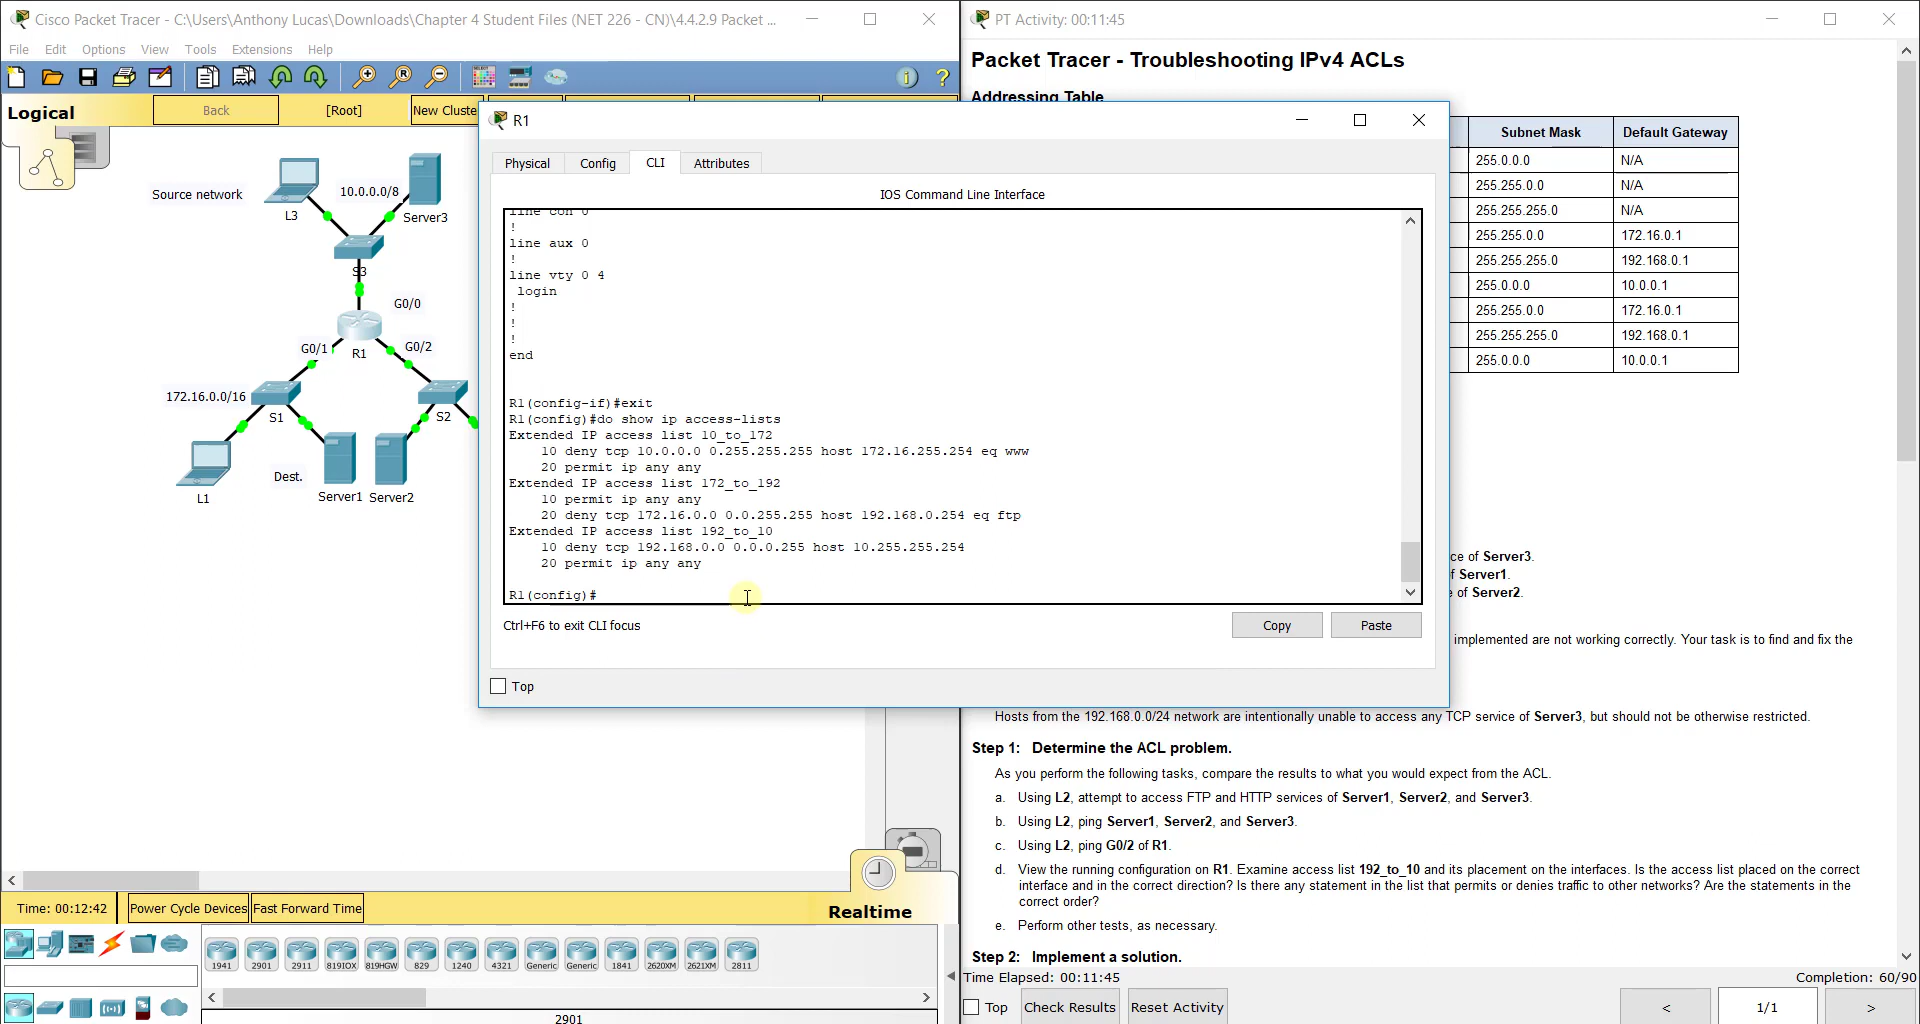 Cisco Packet Tracer - C:\Users\Anthony Lucas\Downloads\Chapter 4 Student Files (NET 226 - CN)\4.4.2.9 Packet ...
File Edit Options View Tools Extensions Help
Logical
Back
[Root]
New Cluste
Source network
10.0.0.0/8
L3
Server3
S3
G0/0
G0/1
R1
G0/2
172.16.0.0/16
S1
S2
L1
Dest.
Server1
Server2
R1
Physical Config CLI Attributes
IOS Command Line Interface
line con 0
!
line aux 0
!
line vty 0 4
login
!
!
!
end
R1(config-if)#exit
R1(config)#do show ip access-lists
Extended IP access list 10_to_172
10 deny tcp 10.0.0.0 0.255.255.255 host 172.16.255.254 eq www
20 permit ip any any
Extended IP access list 172_to_192
10 permit ip any any
20 deny tcp 172.16.0.0 0.0.255.255 host 192.168.0.254 eq ftp
Extended IP access list 192_to_10
10 deny tcp 192.168.0.0 0.0.0.255 host 10.255.255.254
20 permit ip any any
R1(config)#
Ctrl+F6 to exit CLI focus
Copy
Paste
Top
Time: 00:12:42
Power Cycle Devices
Fast Forward Time
Realtime
1941 2901 2911 819IOX 819HGW 829 1240 4321 Generic Generic 1841 2620XM 2621XM 2811
2901
PT Activity: 00:11:45
Packet Tracer - Troubleshooting IPv4 ACLs
Addressing Table
Subnet Mask Default Gateway
255.0.0.0 N/A
255.255.0.0 N/A
255.255.255.0 N/A
255.255.0.0 172.16.0.1
255.255.255.0 192.168.0.1
255.0.0.0 10.0.0.1
255.255.0.0 172.16.0.1
255.255.255.0 192.168.0.1
255.0.0.0 10.0.0.1
ce of Server3.
f Server1.
e of Server2.
implemented are not working correctly. Your task is to find and fix the
Hosts from the 192.168.0.0/24 network are intentionally unable to access any TCP service of Server3, but should not be otherwise restricted.
Step 1: Determine the ACL problem.
As you perform the following tasks, compare the results to what you would expect from the ACL.
a. Using L2, attempt to access FTP and HTTP services of Server1, Server2, and Server3.
b. Using L2, ping Server1, Server2, and Server3.
c. Using L2, ping G0/2 of R1.
d. View the running configuration on R1. Examine access list 192_to_10 and its placement on the interfaces. Is the access list placed on the correct
interface and in the correct direction? Is there any statement in the list that permits or denies traffic to other networks? Are the statements in the
correct order?
e. Perform other tests, as necessary.
Step 2: Implement a solution.
Time Elapsed: 00:11:45
Completion: 60/90
Top
Check Results
Reset Activity
<
1/1
>